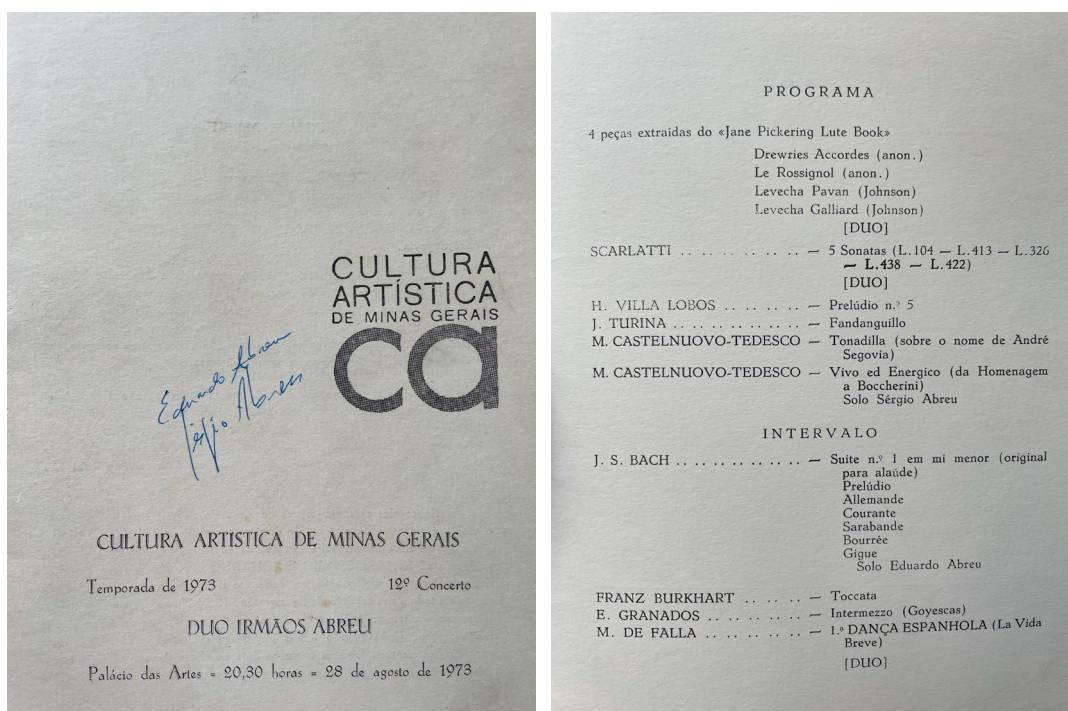 CULTURA
ARTÍSTICA
DE MINAS GERAIS
ca
Eduardo Abreu
Sérgio Abreu
CULTURA ARTISTICA DE MINAS GERAIS
Temporada de 1973 12º Concerto
DUO IRMÃOS ABREU
Palácio das Artes = 20,30 horas = 28 de agosto de 1973
PROGRAMA
4 peças extraidas do «Jane Pickering Lute Book»
Drewries Accordes (anon.)
Le Rossignol (anon.)
Levecha Pavan (Johnson)
Levecha Galliard (Johnson)
[DUO]
SCARLATTI .. .. .. .. .. .. .. — 5 Sonatas (L.104 — L.413 — L.326
— L.438 — L.422)
[DUO]
H. VILLA LOBOS .. .. .. .. .. — Prelúdio n.º 5
J. TURINA .. .. .. .. .. .. .. — Fandanguillo
M. CASTELNUOVO-TEDESCO — Tonadilla (sobre o nome de André
Segovia)
M. CASTELNUOVO-TEDESCO — Vivo ed Energico (da Homenagem
a Boccherini)
Solo Sérgio Abreu
INTERVALO
J. S. BACH .. .. .. .. .. .. .. — Suite n.º 1 em mi menor (original
para alaúde)
Prelúdio
Allemande
Courante
Sarabande
Bourrée
Gigue
Solo Eduardo Abreu
FRANZ BURKHART .. .. .. .. — Toccata
E. GRANADOS .. .. .. .. .. .. — Intermezzo (Goyescas)
M. DE FALLA .. .. .. .. .. .. — 1.ª DANÇA ESPANHOLA (La Vida
Breve)
[DUO]